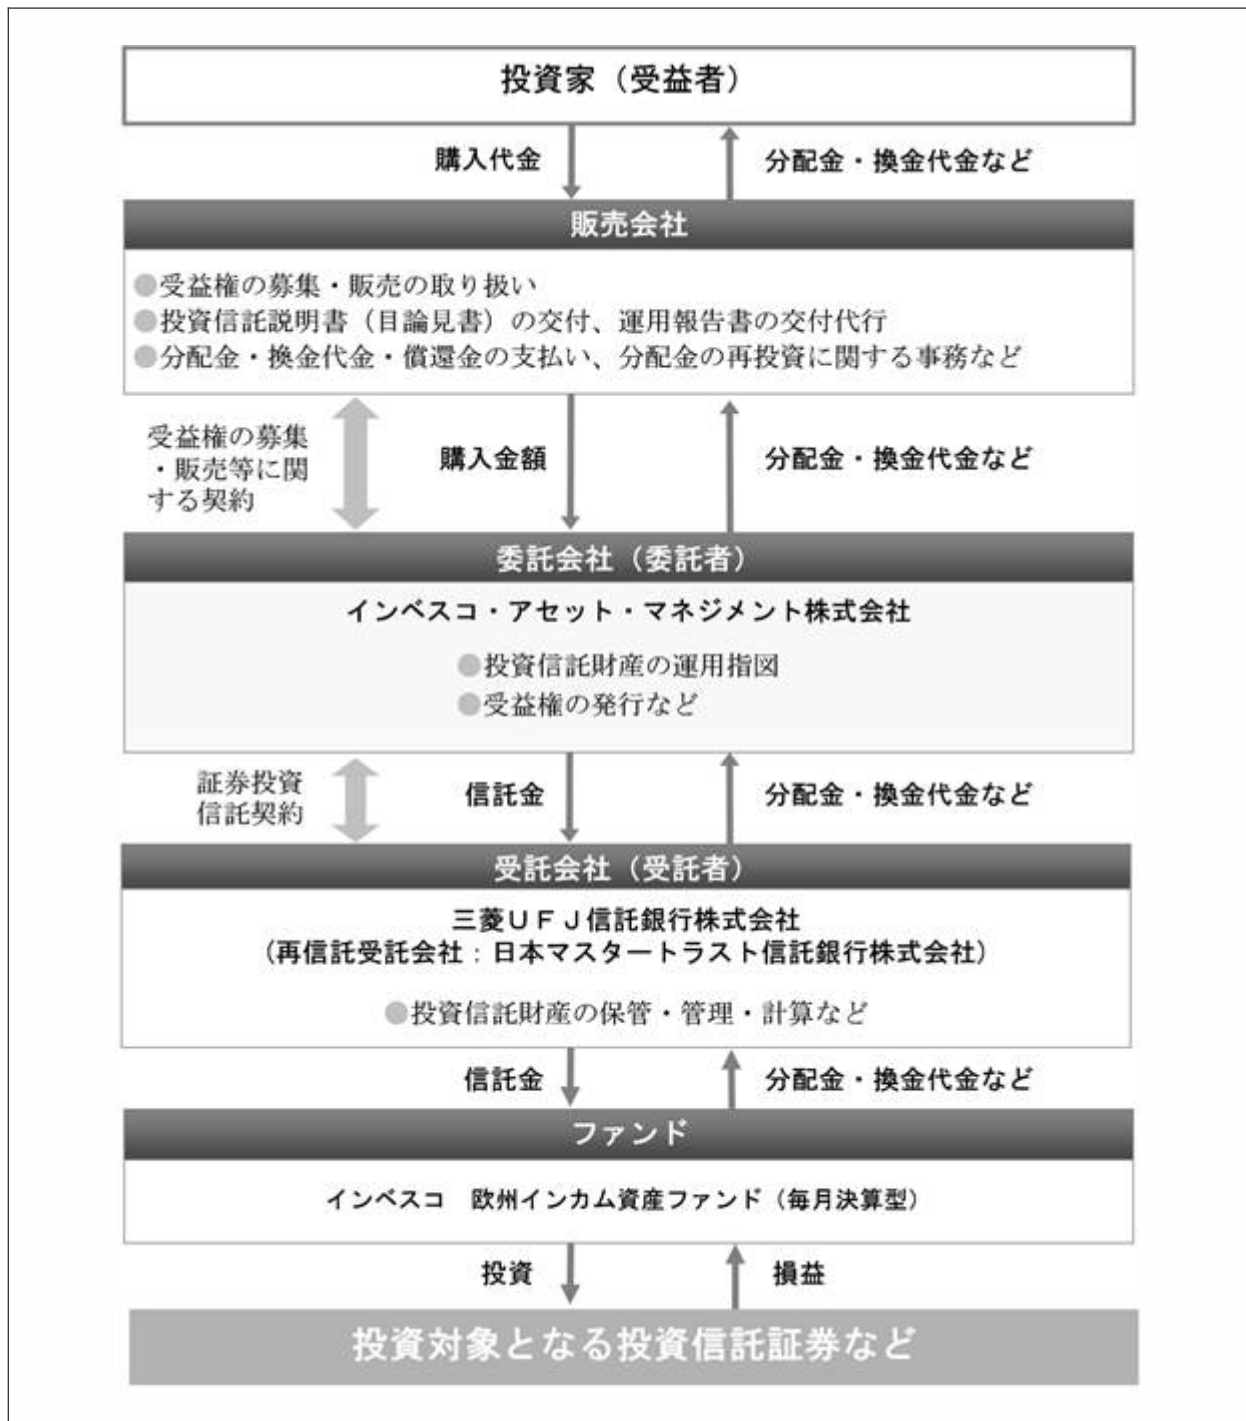 投資家（受益者）
購入代金
分配金・換金代金など
販売会社
●受益権の募集・販売の取り扱い
●投資信託説明書（目論見書）の交付、運用報告書の交付代行
●分配金・換金代金・償還金の支払い、分配金の再投資に関する事務など
受益権の募集
・販売等に関
する契約
購入金額
分配金・換金代金など
委託会社（委託者）
インベスコ・アセット・マネジメント株式会社
●投資信託財産の運用指図
●受益権の発行など
証券投資
信託契約
信託金
分配金・換金代金など
受託会社（受託者）
三菱ＵＦＪ信託銀行株式会社
（再信託受託会社：日本マスタートラスト信託銀行株式会社）
●投資信託財産の保管・管理・計算など
信託金
分配金・換金代金など
ファンド
インベスコ　欧州インカム資産ファンド（毎月決算型）
投資
損益
投資対象となる投資信託証券など